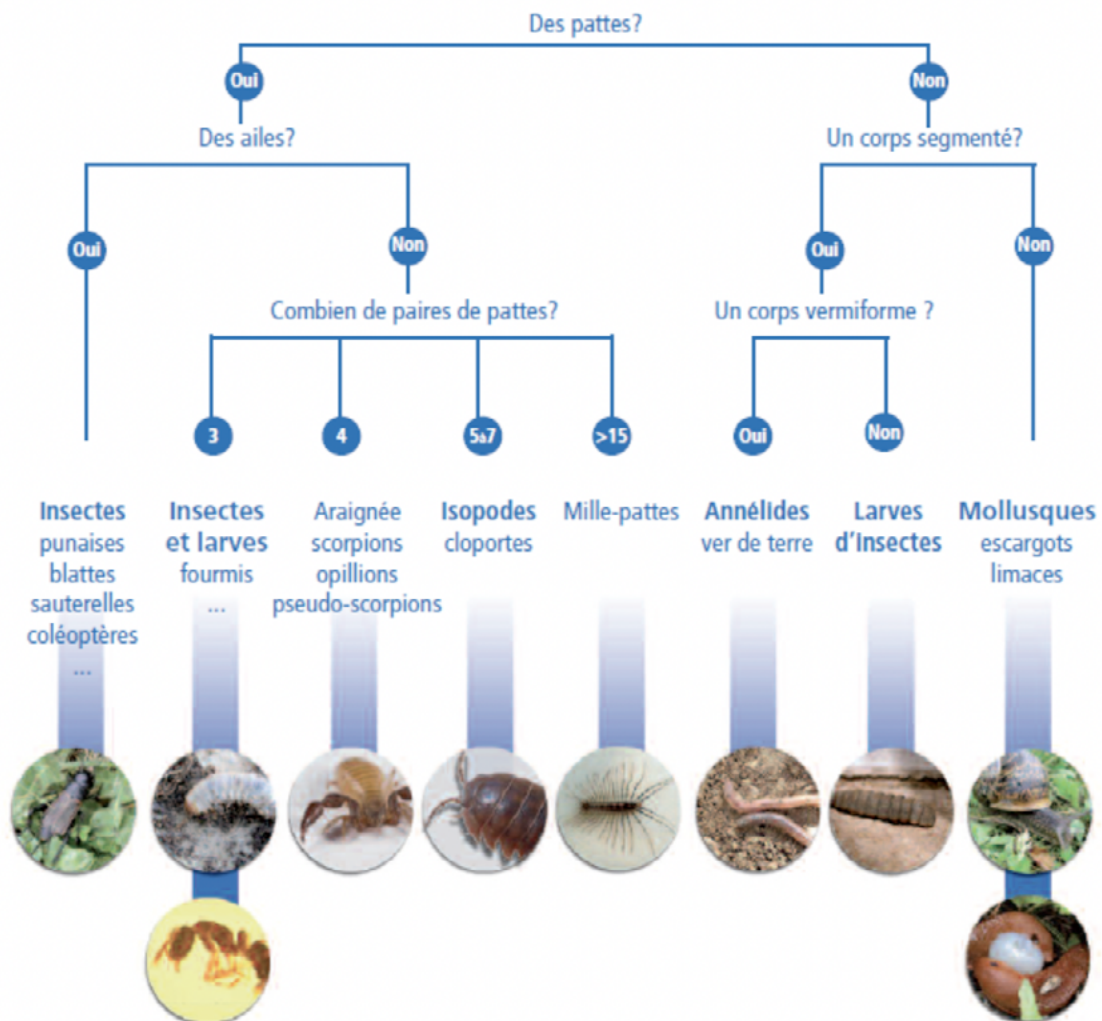 Des pattes?
Oui
Non
Des ailes?
Un corps segmenté?
Oui
Non
Oui
Non
Combien de paires de pattes?
Un corps vermiforme ?
3
4
5à7
>15
Oui
Non
Insectes
punaises
blattes
sauterelles
coléoptères
...
Insectes
et larves
fourmis
...
Araignée
scorpions
opillions
pseudo-scorpions
Isopodes
cloportes
Mille-pattes
Annélides
ver de terre
Larves
d'Insectes
Mollusques
escargots
limaces